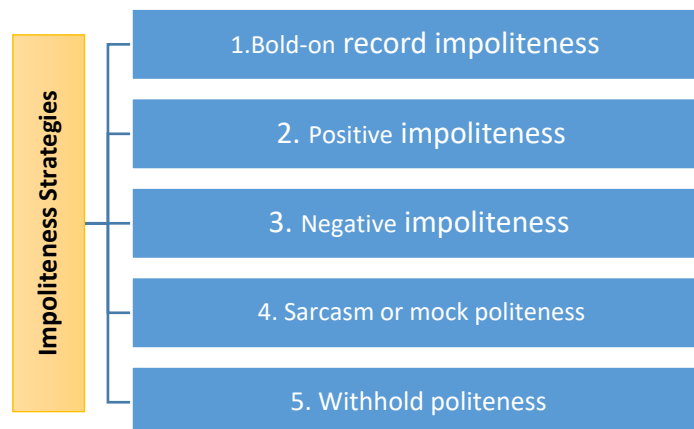 Impoliteness Strategies
1.Bold-on record impoliteness
2. Positive impoliteness
3. Negative impoliteness
4. Sarcasm or mock politeness
5. Withhold politeness